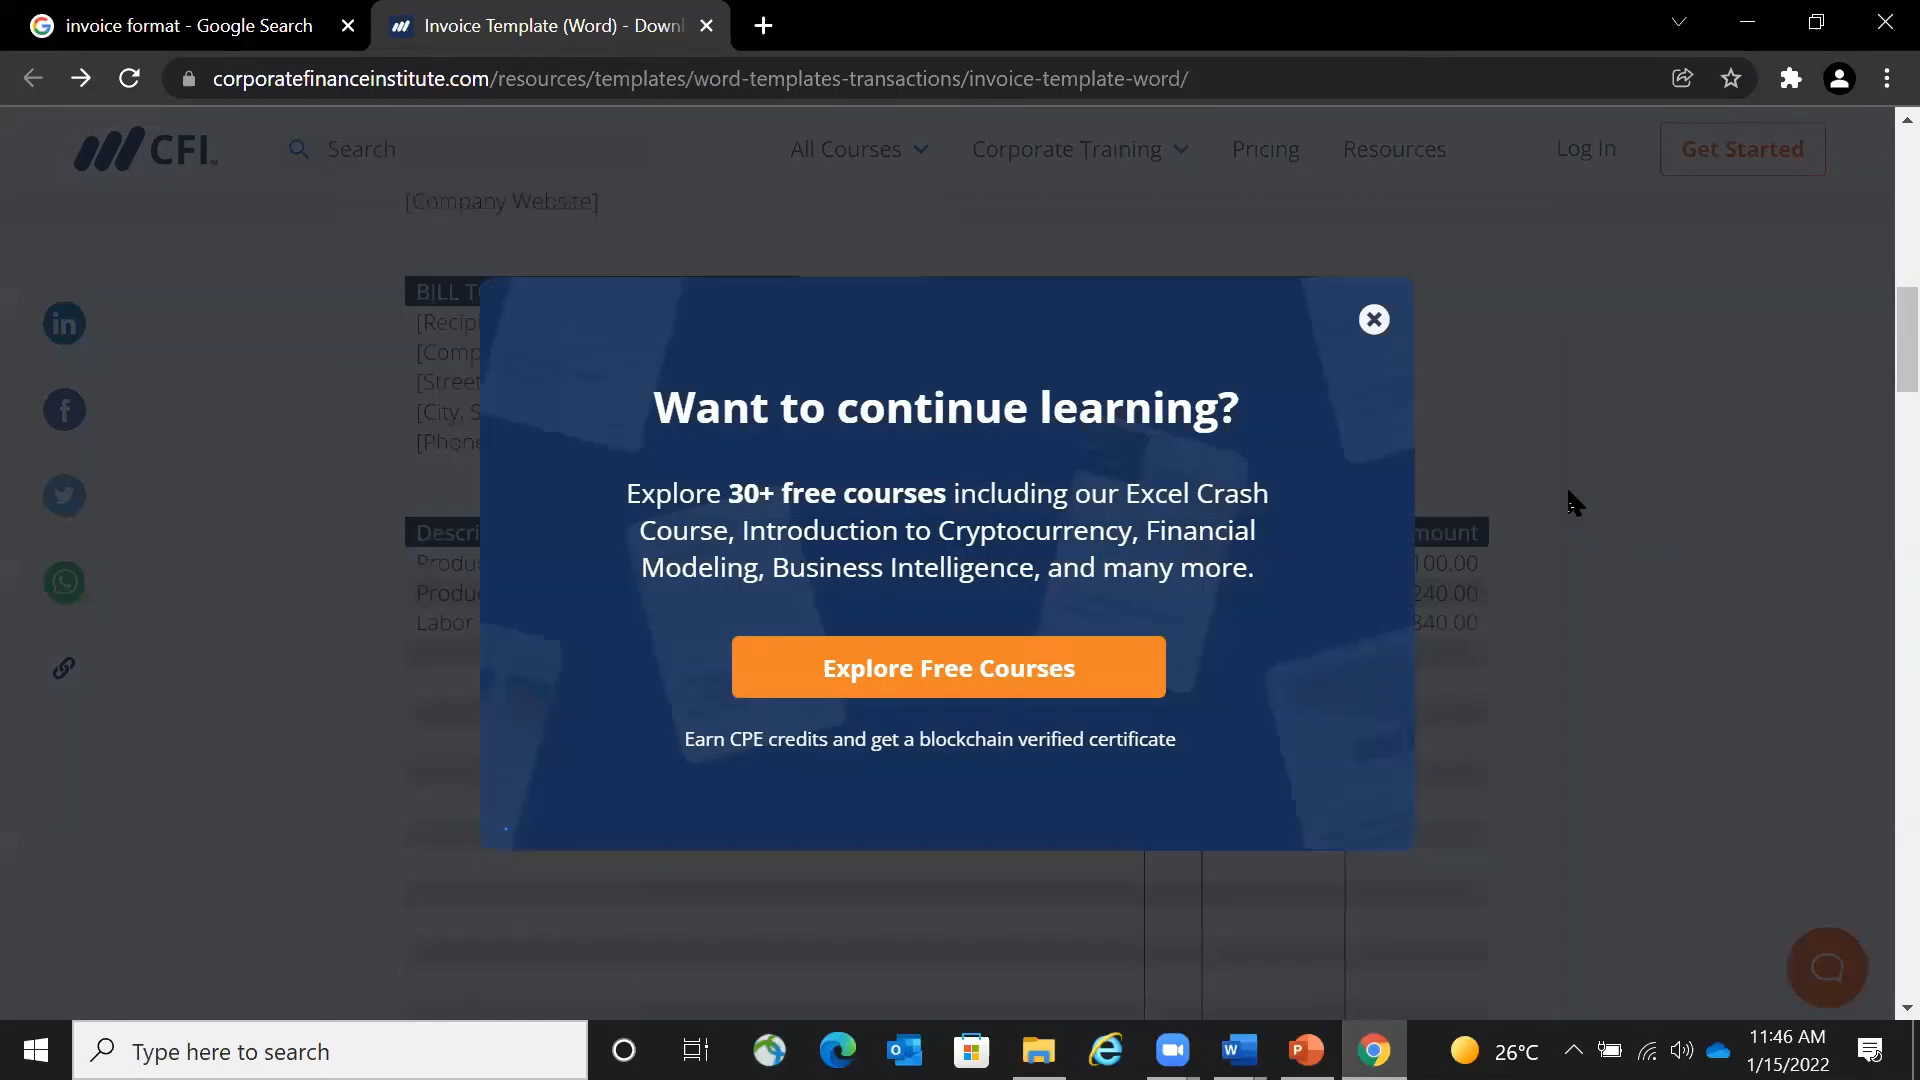 invoice format - Google Search
Invoice Template (Word) - Downl
corporatefinanceinstitute.com/resources/templates/word-templates-transactions/invoice-template-word/
CFI
Search
All Courses
Corporate Training
Pricing
Resources
Log In
Get Started
[Company Website]
BILL T
[Recipi
[Comp
[Street
[City, S
[Phone
Want to continue learning?
Explore 30+ free courses including our Excel Crash
Course, Introduction to Cryptocurrency, Financial
Modeling, Business Intelligence, and many more.
Explore Free Courses
Earn CPE credits and get a blockchain verified certificate
Descri
mount
Produ
100.00
Produ
240.00
Labor
840.00
Type here to search
26°C
11:46 AM
1/15/2022